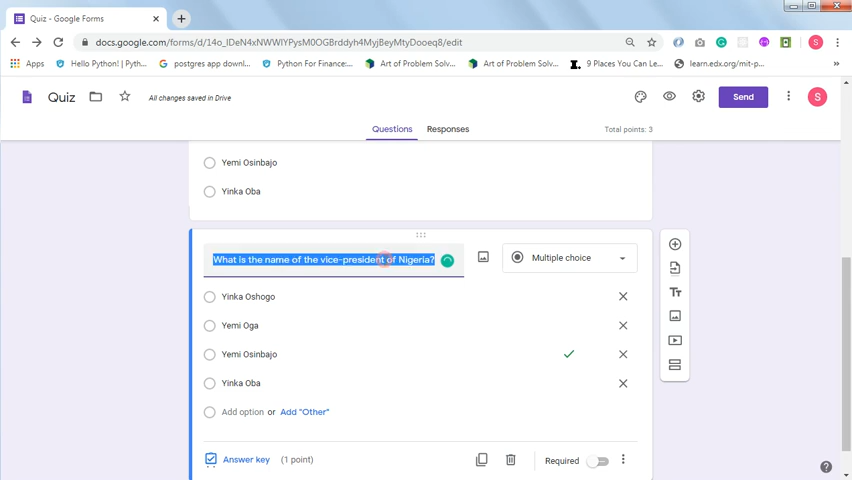 Quiz - Google Forms
docs.google.com/forms/d/14o_lDeN4xNWWlYPysM0OGBrddyh4MyjBeyMtyDooeq8/edit
Apps Hello Python! | Pyth... postgres app downl... Python For Finance:... Art of Problem Solv... Art of Problem Solv... 9 Places You Can Le... learn.edx.org/mit-p...
Quiz All changes saved in Drive Send S
Questions Responses Total points: 3
Yemi Osinbajo
Yinka Oba
What is the name of the vice-president of Nigeria? Multiple choice
Yinka Oshogo
Yemi Oga
Yemi Osinbajo
Yinka Oba
Add option or Add "Other"
Answer key (1 point) Required